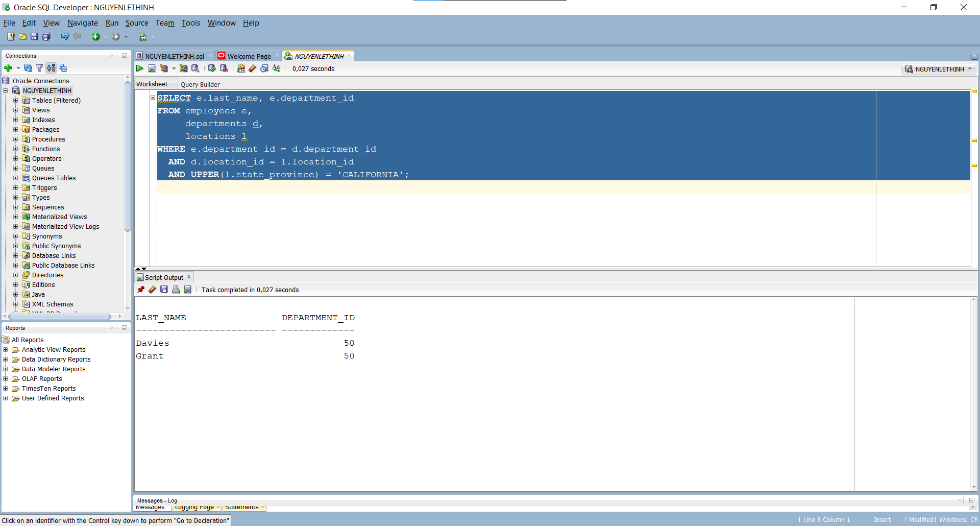 Oracle SQL Developer : NGUYENLETHINH
File Edit View Navigate Run Source Team Tools Window Help
Connections
NGUYENLETHINH.sql Welcome Page NGUYENLETHINH
0,027 seconds
NGUYENLETHINH
Worksheet Query Builder
Oracle Connections
NGUYENLETHINH
Tables (Filtered)
Views
Indexes
Packages
Procedures
Functions
Operators
Queues
Queues Tables
Triggers
Types
Sequences
Materialized Views
Materialized View Logs
Synonyms
Public Synonyms
Database Links
Public Database Links
Directories
Editions
Java
XML Schemas
SELECT e.last_name, e.department_id
FROM employees e,
departments d,
locations l
WHERE e.department_id = d.department_id
AND d.location_id = l.location_id
AND UPPER(l.state_province) = 'CALIFORNIA';
Script Output
Task completed in 0,027 seconds
LAST_NAME DEPARTMENT_ID
------------------------- -------------
Davies 50
Grant 50
Reports
All Reports
Analytic View Reports
Data Dictionary Reports
Data Modeler Reports
OLAP Reports
TimesTen Reports
User Defined Reports
Messages - Log
Messages Logging Page Statements
Click on an identifier with the Control key down to perform "Go to Declaration"
Line 8 Column 1 Insert Modified Windows: CF